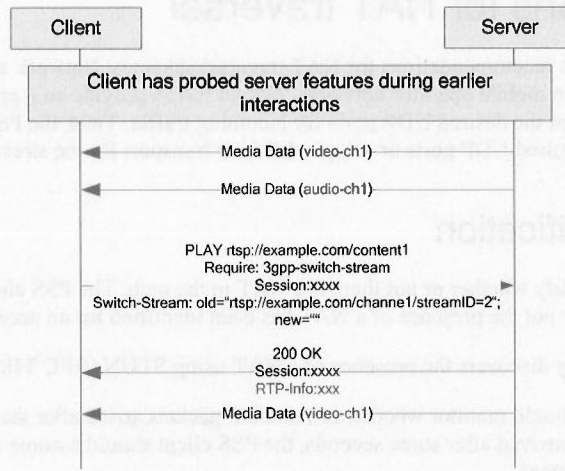 Client
Server
Client has probed server features during earlier
interactions
Media Data (video-ch1)
Media Data (audio-ch1)
PLAY rtsp://example.com/content1
Require: 3gpp-switch-stream
Session:xxxx
Switch-Stream: old="rtsp://example.com/channe1/streamID=2";
new=""
200 OK
Session:xxxx
RTP-Info:xxx
Media Data (video-ch1)